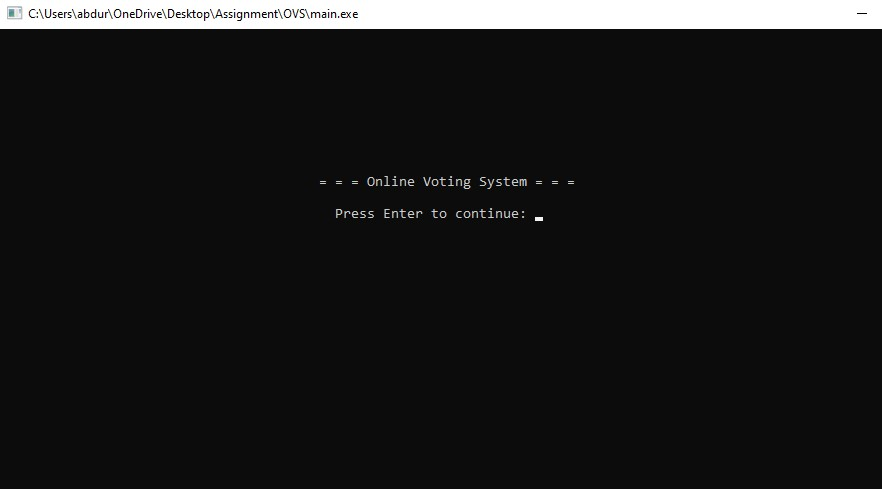 C:\Users\abdur\OneDrive\Desktop\Assignment\OVS\main.exe
= = = Online Voting System = = =
Press Enter to continue: